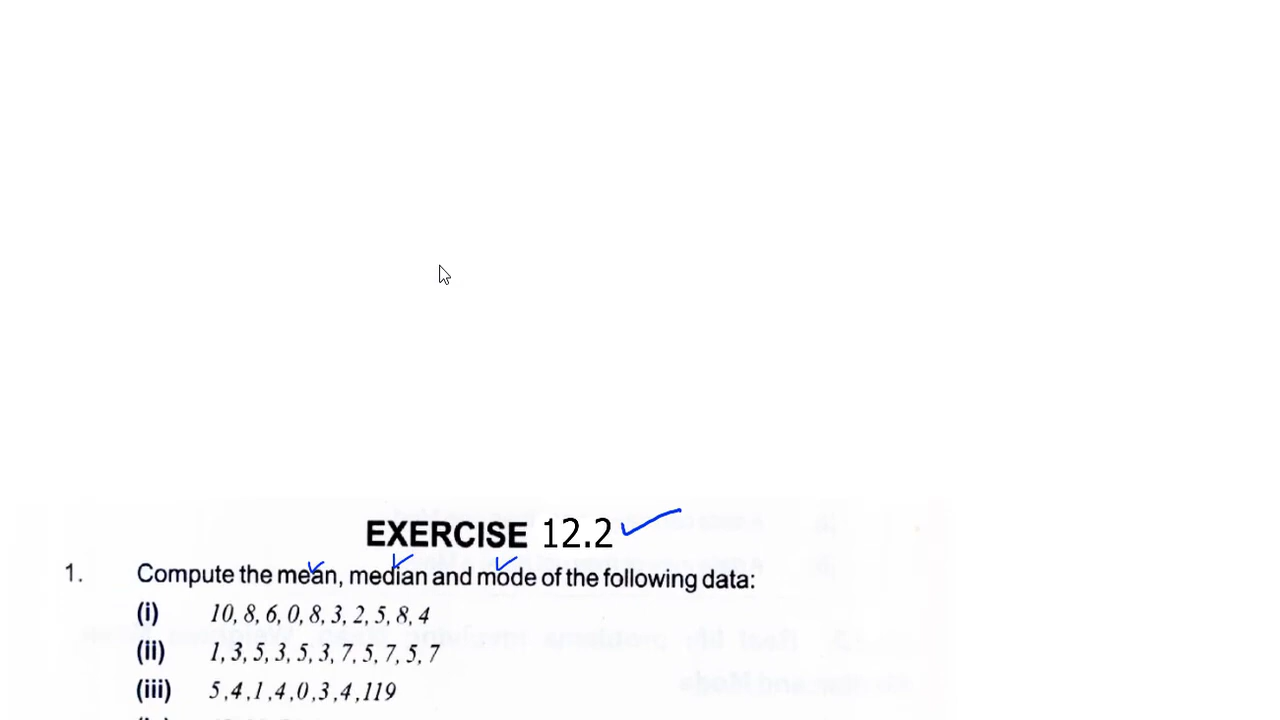 EXERCISE 12.2
1. Compute the mean, median and mode of the following data:
(i) 10, 8, 6, 0, 8, 3, 2, 5, 8, 4
(ii) 1, 3, 5, 3, 5, 3, 7, 5, 7, 5, 7
(iii) 5,4,1,4,0,3,4,119